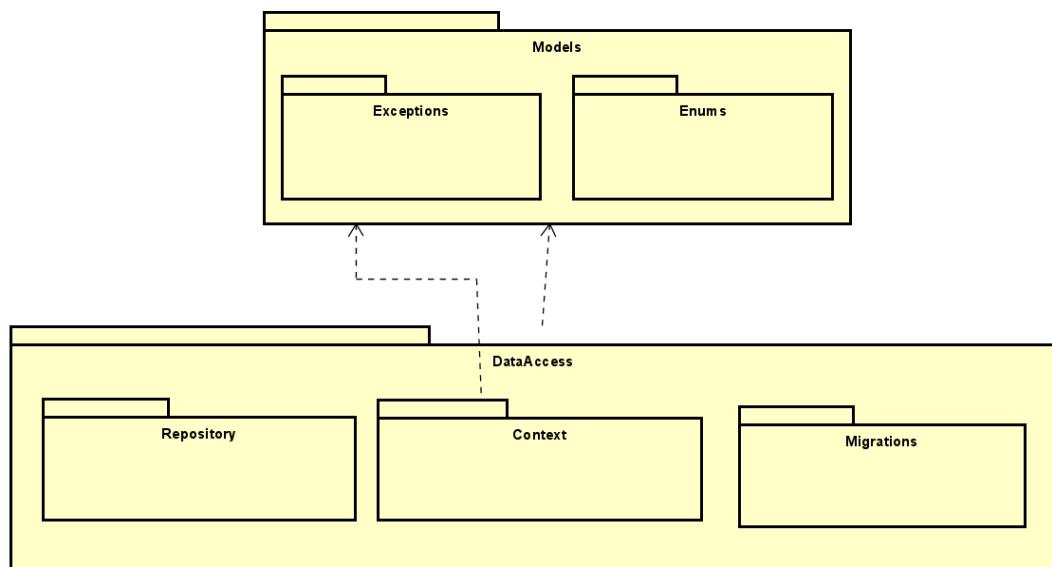 Models
Exceptions
Enums
DataAccess
Repository
Context
Migrations